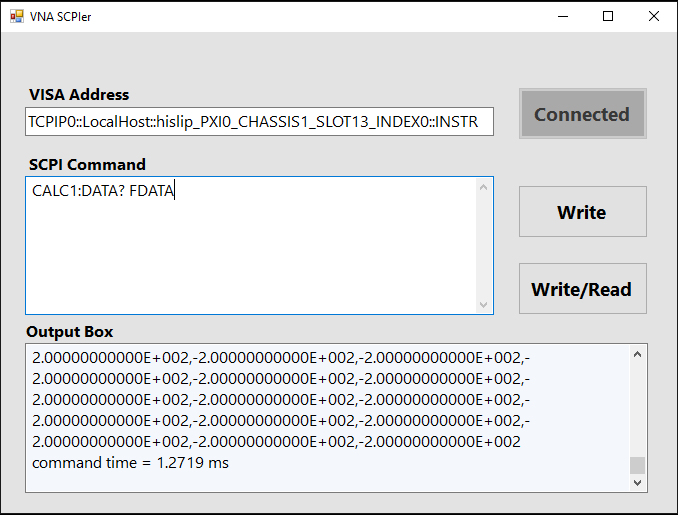 VNA SCPIer
VISA Address
TCPIP0::LocalHost::hislip_PXI0_CHASSIS1_SLOT13_INDEX0::INSTR
Connected
SCPI Command
CALC1:DATA? FDATA
Write
Write/Read
Output Box
2.00000000000E+002,-2.00000000000E+002,-2.00000000000E+002,-
2.00000000000E+002,-2.00000000000E+002,-2.00000000000E+002,-
2.00000000000E+002,-2.00000000000E+002,-2.00000000000E+002,-
2.00000000000E+002,-2.00000000000E+002,-2.00000000000E+002,-
2.00000000000E+002,-2.00000000000E+002,-2.00000000000E+002
command time = 1.2719 ms